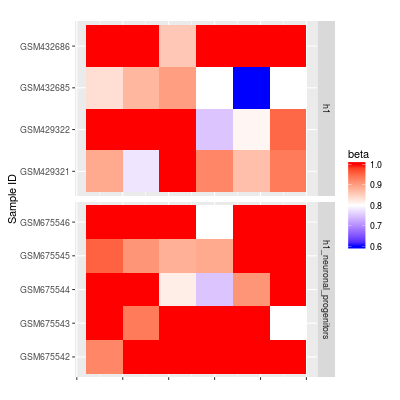 Sample ID
GSM432686
GSM432685
GSM429322
GSM429321
h1
GSM675546
GSM675545
GSM675544
GSM675543
GSM675542
h1_neuronal_progenitors
beta
1.0
0.9
0.8
0.7
0.6